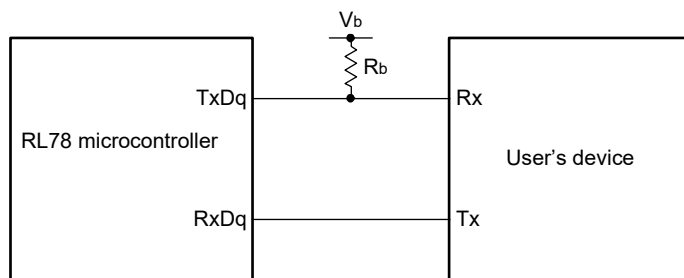 Vb
Rb
TxDq
Rx
RL78 microcontroller
User's device
RxDq
Tx